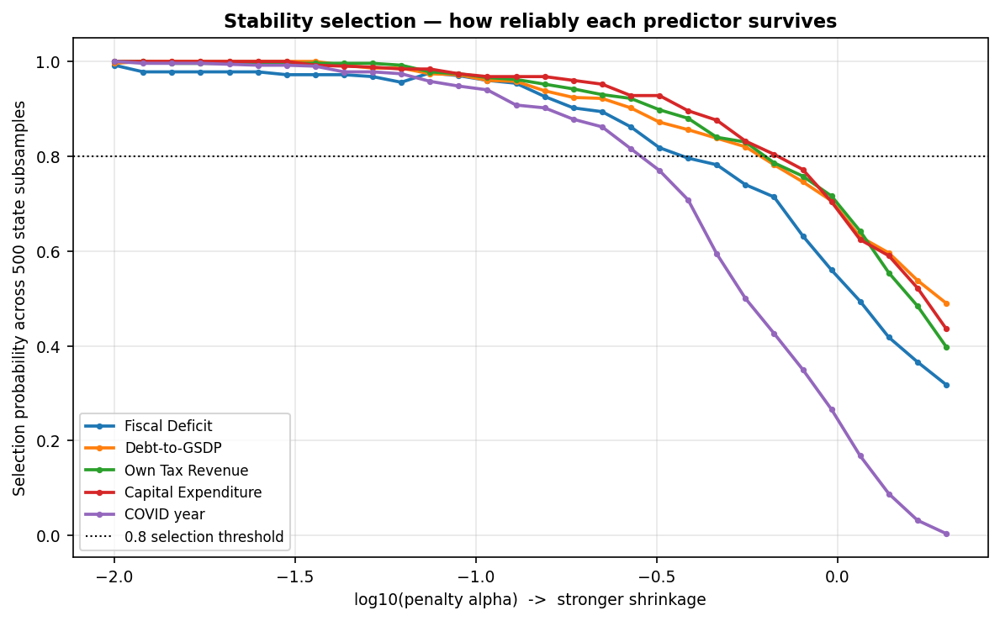 Stability selection — how reliably each predictor survives
Selection probability across 500 state subsamples
1.0
0.8
0.6
0.4
0.2
0.0
Fiscal Deficit
Debt-to-GSDP
Own Tax Revenue
Capital Expenditure
COVID year
0.8 selection threshold
−2.0 −1.5 −1.0 −0.5 0.0
log10(penalty alpha) -> stronger shrinkage